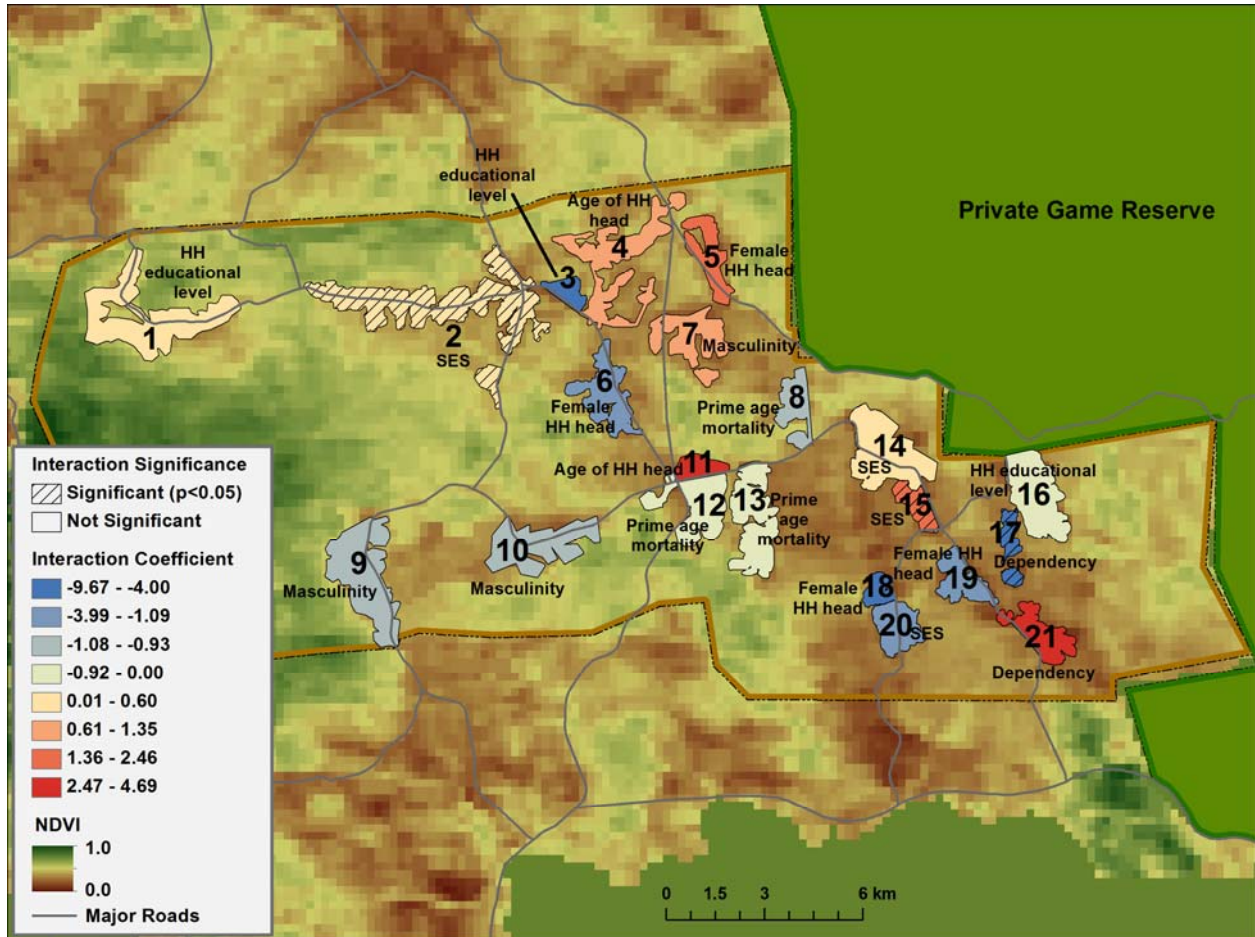 HH
educational
level
Age of HH
head
Private Game Reserve
HH
educational
level
4
5
Female
HH head
3
1
2
SES
7
Masculinity
6
Female
HH head
8
Prime age
mortality
14
SES
Age of HH head
11
HH educational
level
16
12
13
Prime age
mortality
Prime
age
mortality
15
SES
17
Dependency
9
Masculinity
10
Masculinity
Female HH
head
19
18
Female
HH head
20
SES
21
Dependency
Interaction Significance
Significant (p<0.05)
Not Significant
Interaction Coefficient
-9.67 - -4.00
-3.99 - -1.09
-1.08 - -0.93
-0.92 - 0.00
0.01 - 0.60
0.61 - 1.35
1.36 - 2.46
2.47 - 4.69
NDVI
1.0
0.0
Major Roads
0 1.5 3 6 km